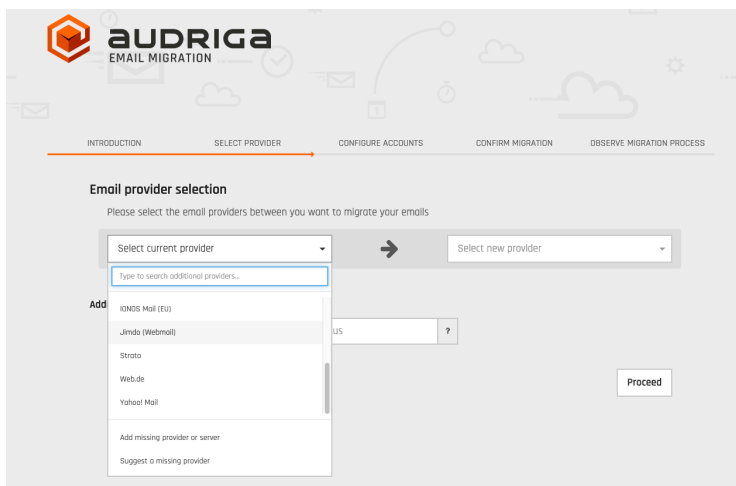 audriga
EMAIL MIGRATION
INTRODUCTION
SELECT PROVIDER
CONFIGURE ACCOUNTS
CONFIRM MIGRATION
OBSERVE MIGRATION PROCESS
Email provider selection
Please select the email providers between you want to migrate your emails
Select current provider
Select new provider
Type to search additional providers...
Add
IONOS Mail (EU)
Jimdo (Webmail)
us
?
Strato
Web.de
Yahoo! Mail
Proceed
Add missing provider or server
Suggest a missing provider